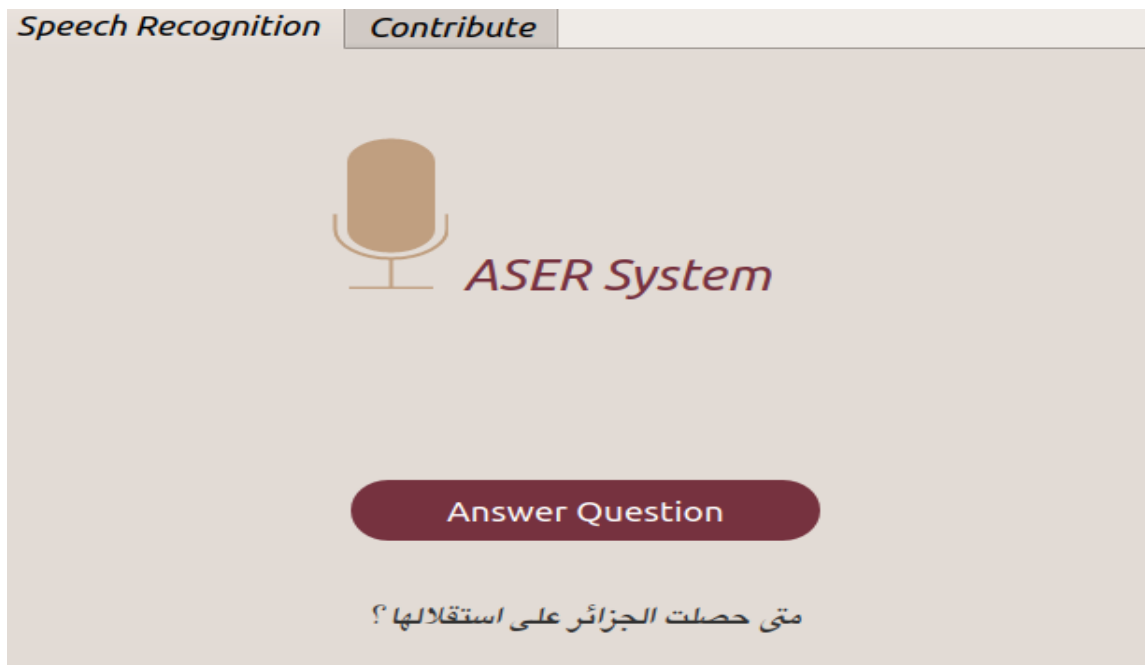 Speech Recognition
Contribute
ASER System
Answer Question
متى حصلت الجزائر على استقلالها ؟